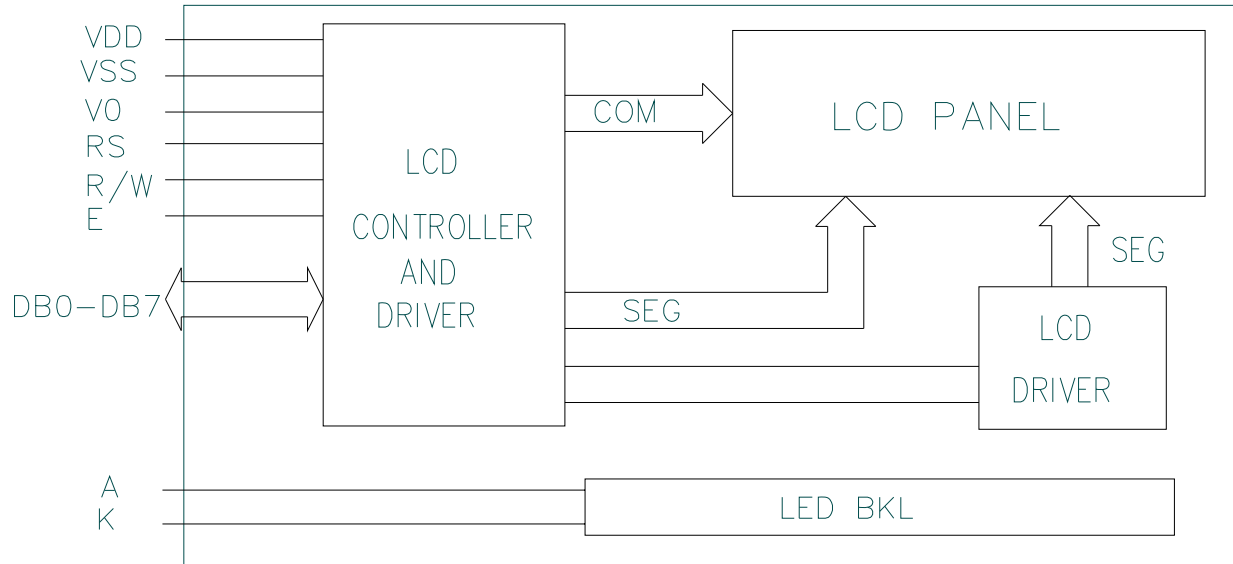 VDD
VSS
V0
RS
R/W
E
DB0-DB7
A
K
LCD
CONTROLLER
AND
DRIVER
COM
SEG
LCD PANEL
SEG
LCD
DRIVER
LED BKL